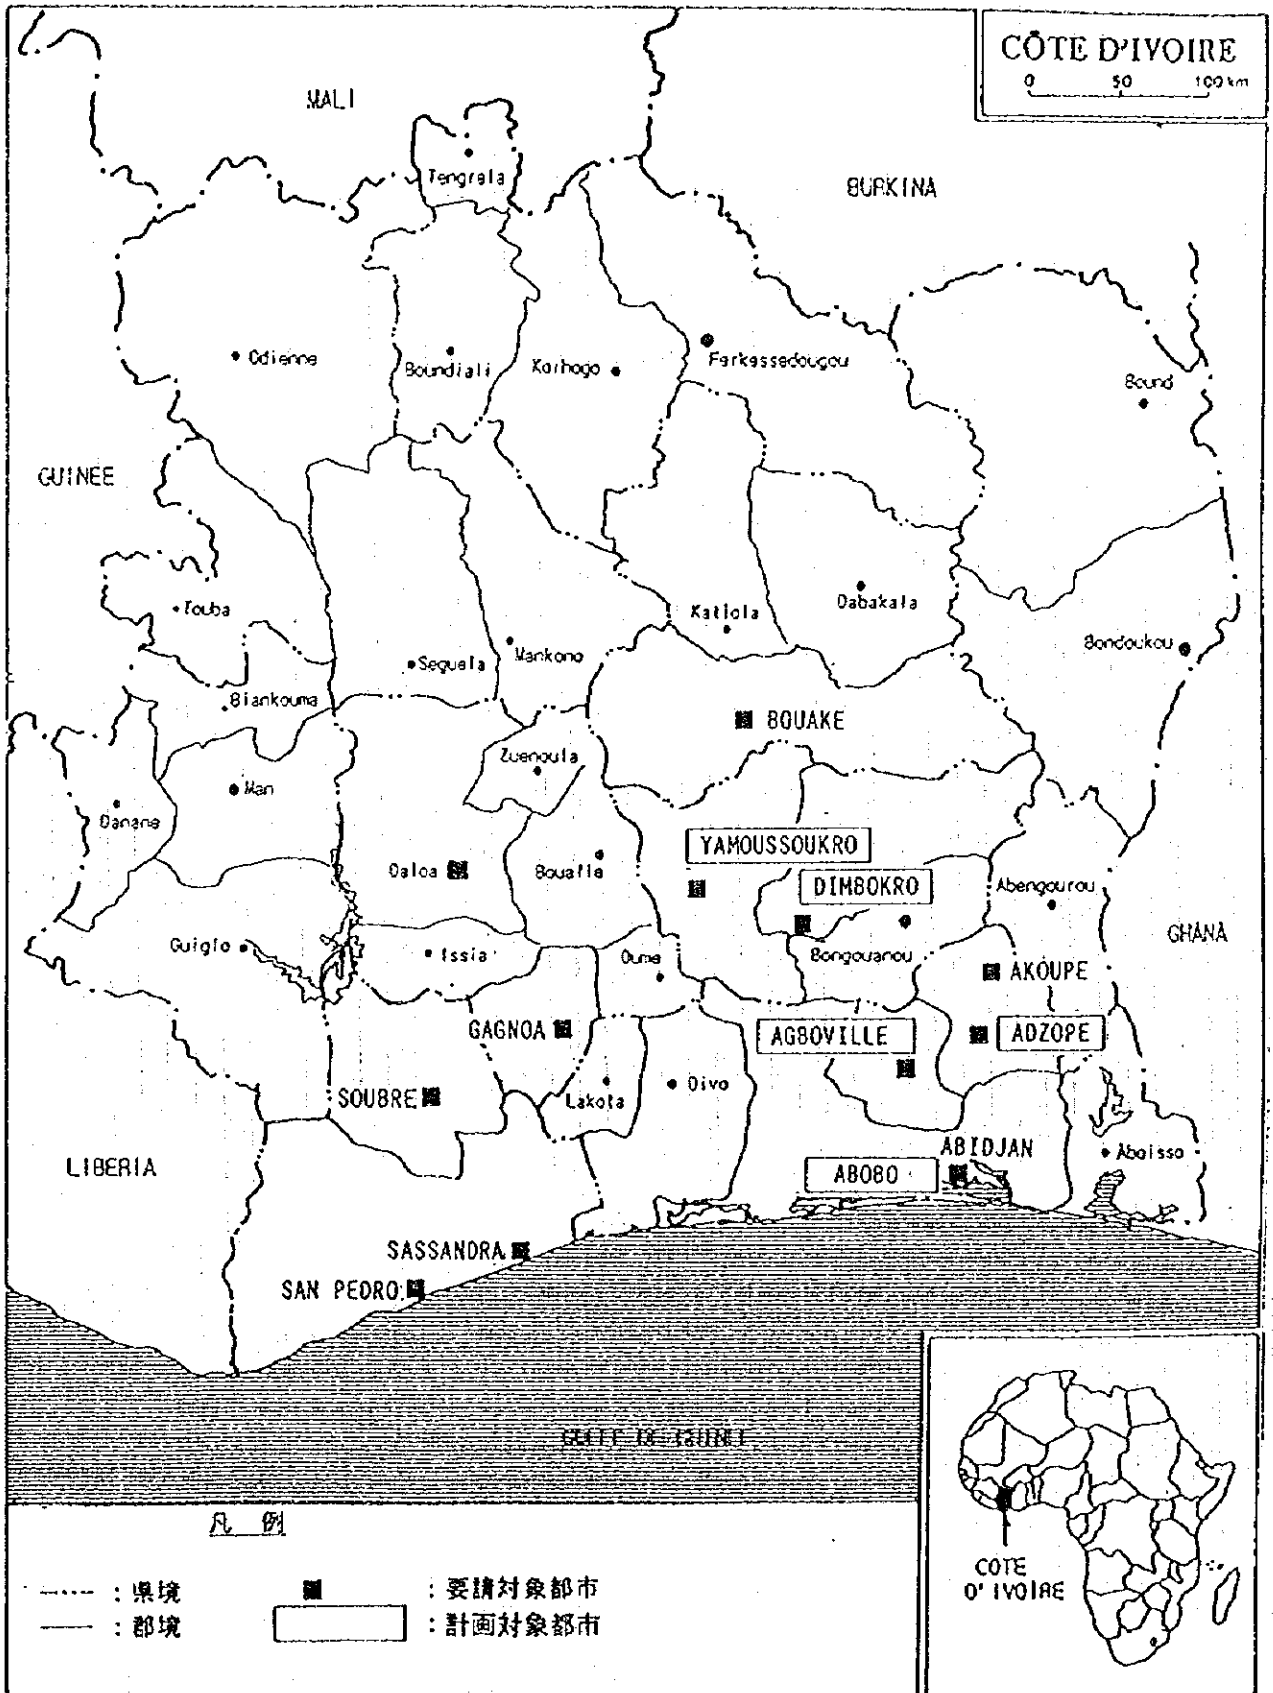 CÔTE D'IVOIRE
0 50 100 km
MALI
Tengrela
BURKINA
Odienne
Boundiali
Korhogo
Ferkessedougou
Bound
GUINEE
Touba
Katiola
Dabakala
Bondoukou
Seguela
Mankono
Biankouma
BOUAKE
Zuenoula
Man
Danane
YAMOUSSOUKRO
Daloa
Bouafle
DIMBOKRO
Abengourou
Guiglo
Issia
Oume
Bongouanou
GHANA
AKOUPE
GAGNOA
AGBOVILLE
ADZOPE
SOUBRE
Lakota
Divo
LIBERIA
ABIDJAN
ABOBO
Aboisso
SASSANDRA
SAN PEDRO
GOLFE DE GUINEE
凡 例
: 県境
: 要請対象都市
: 郡境
: 計画対象都市
COTE
D'IVOIRE